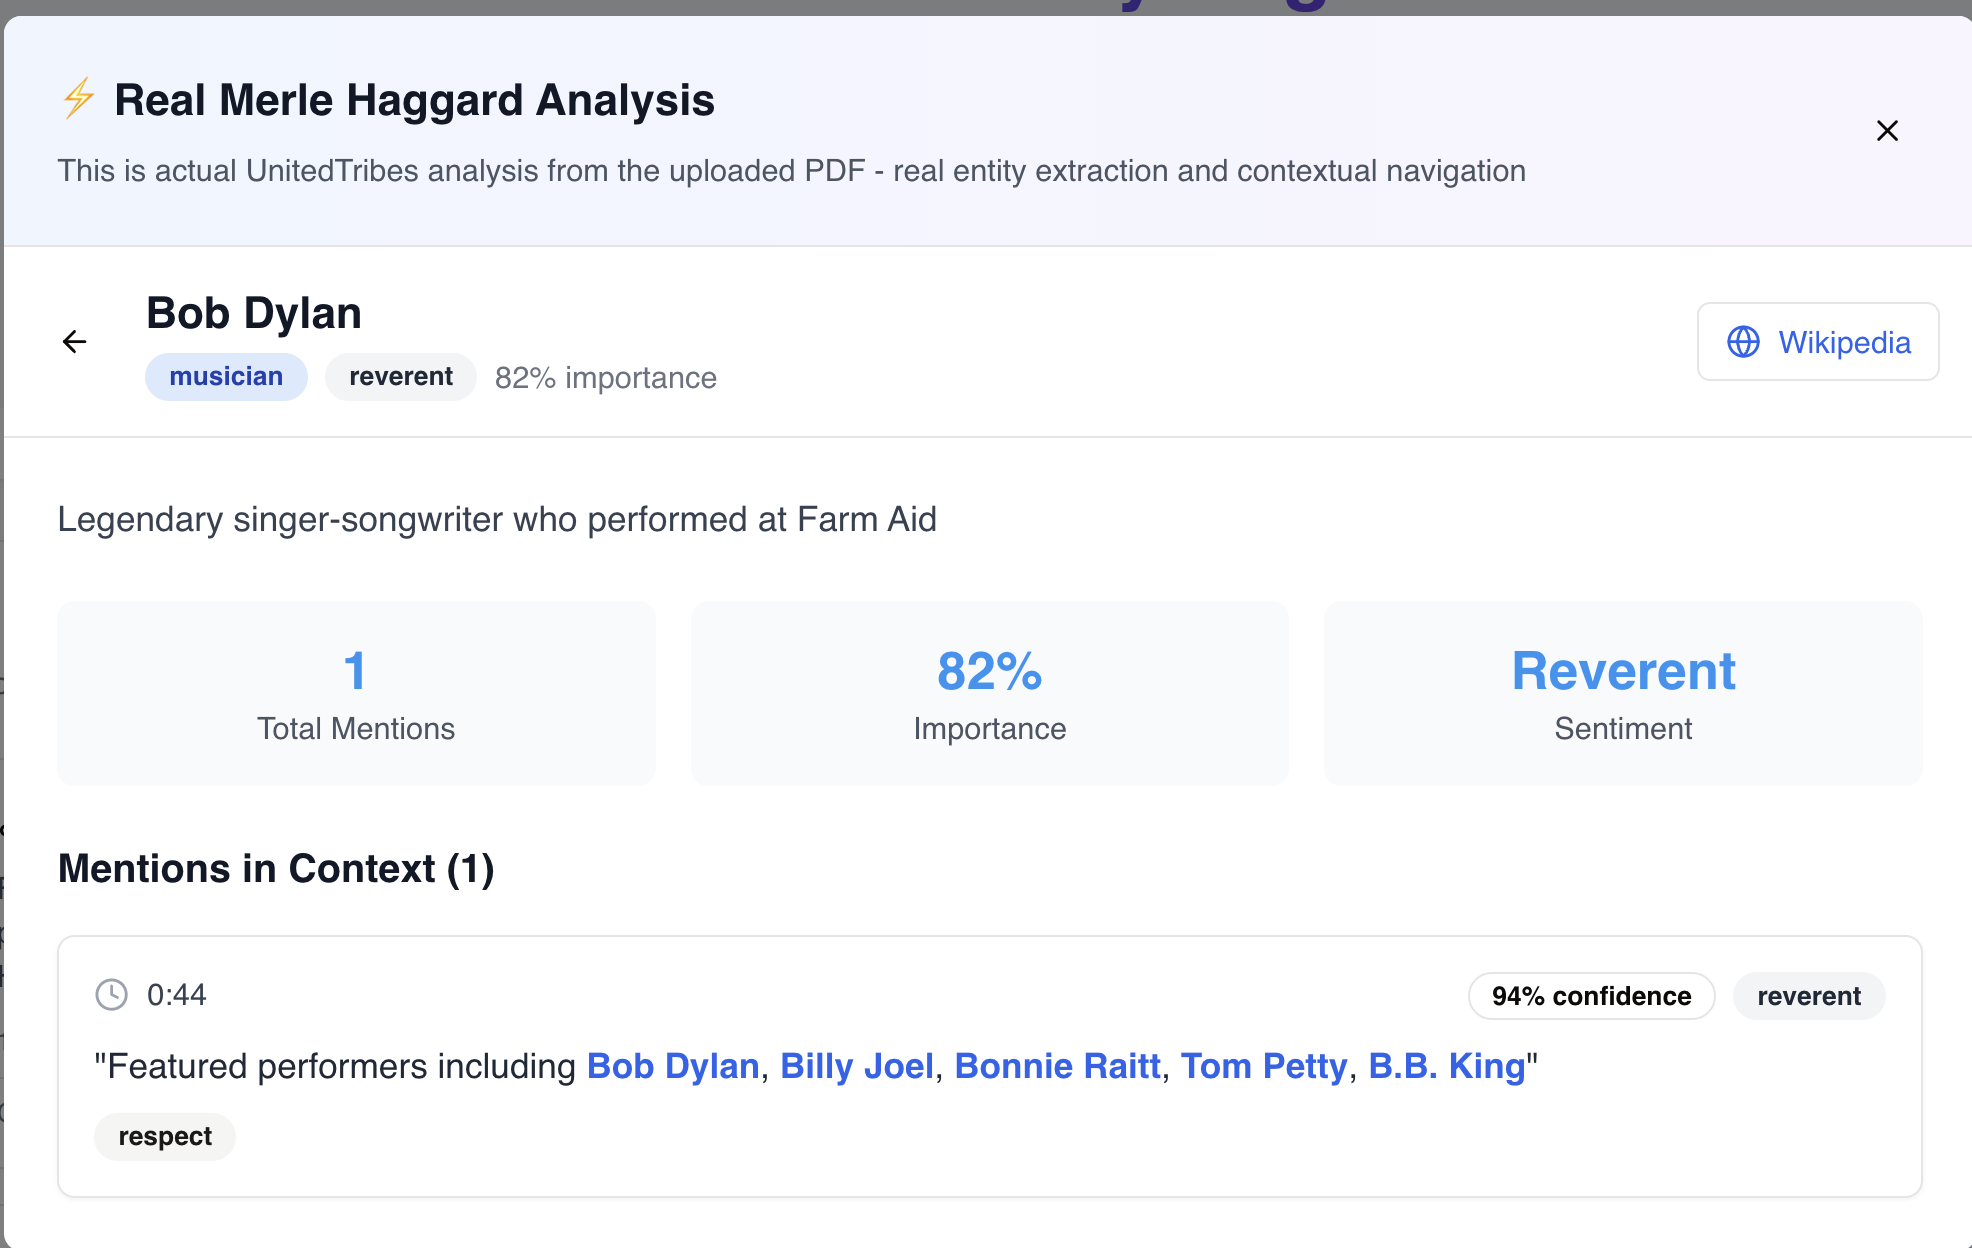 ⚡ Real Merle Haggard Analysis
This is actual UnitedTribes analysis from the uploaded PDF - real entity extraction and contextual navigation
Bob Dylan
musician reverent 82% importance
Wikipedia
Legendary singer-songwriter who performed at Farm Aid
1
Total Mentions
82%
Importance
Reverent
Sentiment
Mentions in Context (1)
0:44
94% confidence reverent
"Featured performers including Bob Dylan, Billy Joel, Bonnie Raitt, Tom Petty, B.B. King"
respect